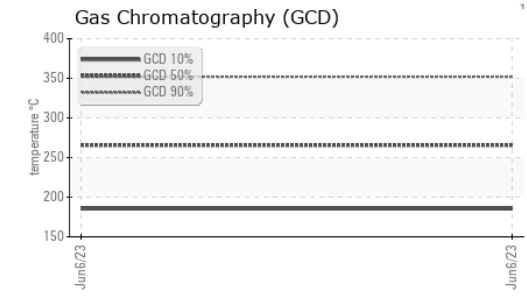 Gas Chromatography (GCD)
400
350
300
250
200
150
temperature °C
GCD 10%
GCD 50%
GCD 90%
Jun6/23
Jun6/23